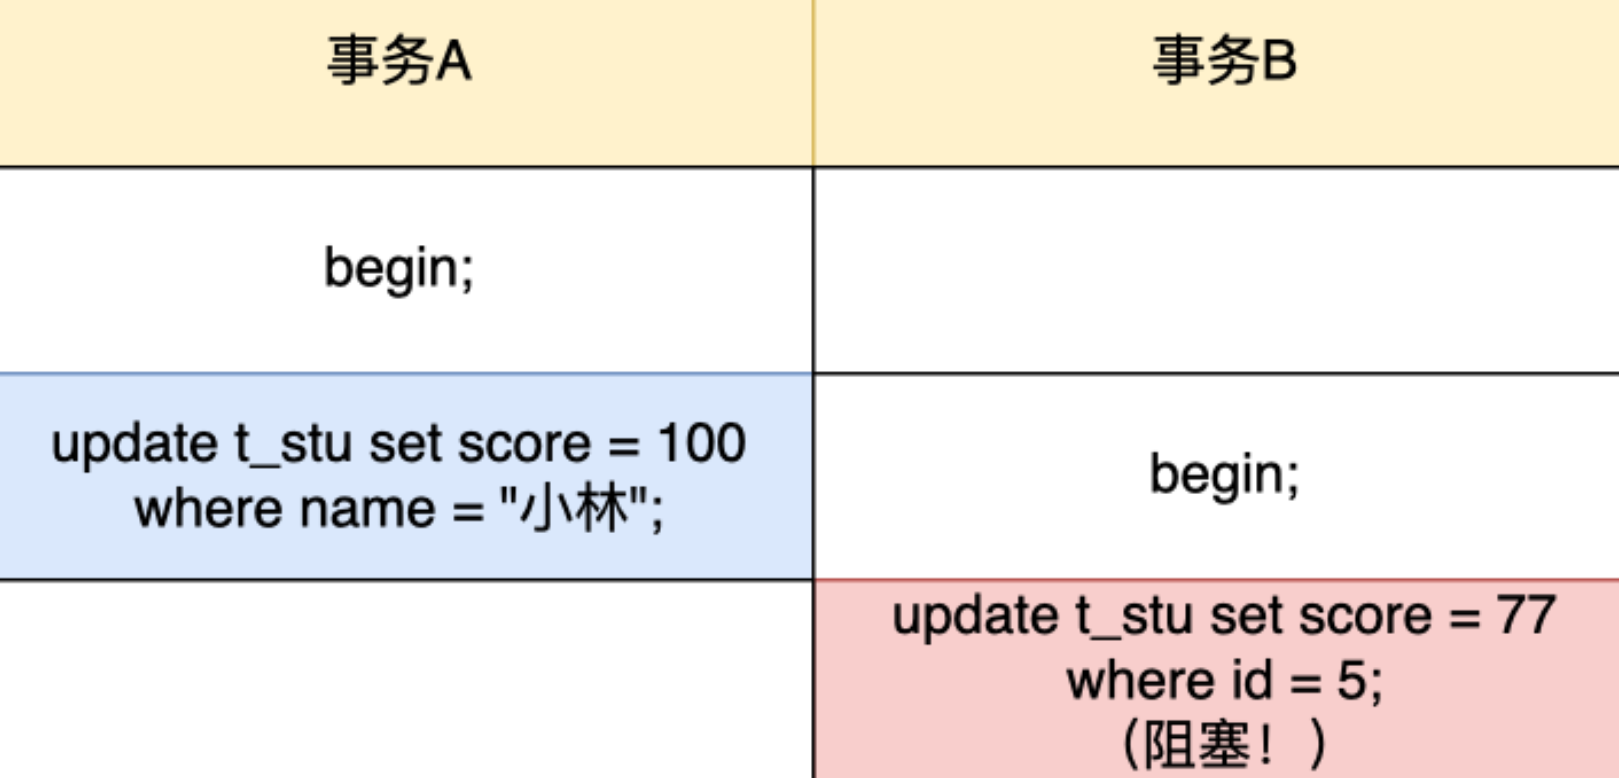 事务A
事务B
begin;
update t_stu set score = 100
where name = "小林";
begin;
update t_stu set score = 77
where id = 5;
(阻塞！)